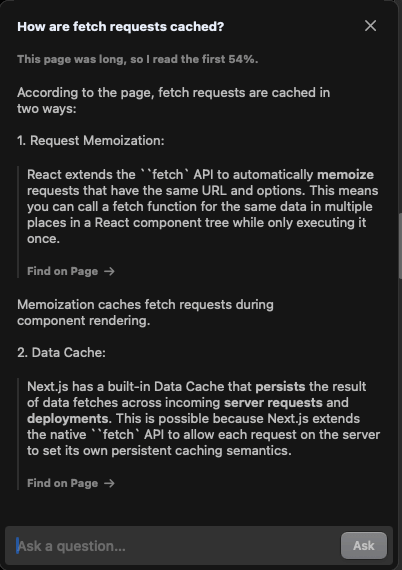 How are fetch requests cached?
This page was long, so I read the first 54%.
According to the page, fetch requests are cached in
two ways:
1. Request Memoization:
React extends the ``fetch` API to automatically memoize
requests that have the same URL and options. This means
you can call a fetch function for the same data in multiple
places in a React component tree while only executing it
once.
Find on Page →
Memoization caches fetch requests during
component rendering.
2. Data Cache:
Next.js has a built-in Data Cache that persists the result
of data fetches across incoming server requests and
deployments. This is possible because Next.js extends
the native ``fetch` API to allow each request on the server
to set its own persistent caching semantics.
Find on Page →
Ask a question...
Ask